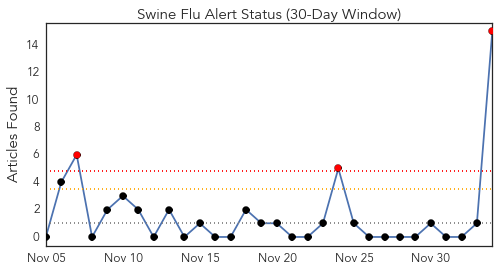 Swine Flu Alert Status (30-Day Window)
Articles Found
14
12
10
8
6
4
2
0
Nov 05
Nov 10
Nov 15
Nov 20
Nov 25
Nov 30